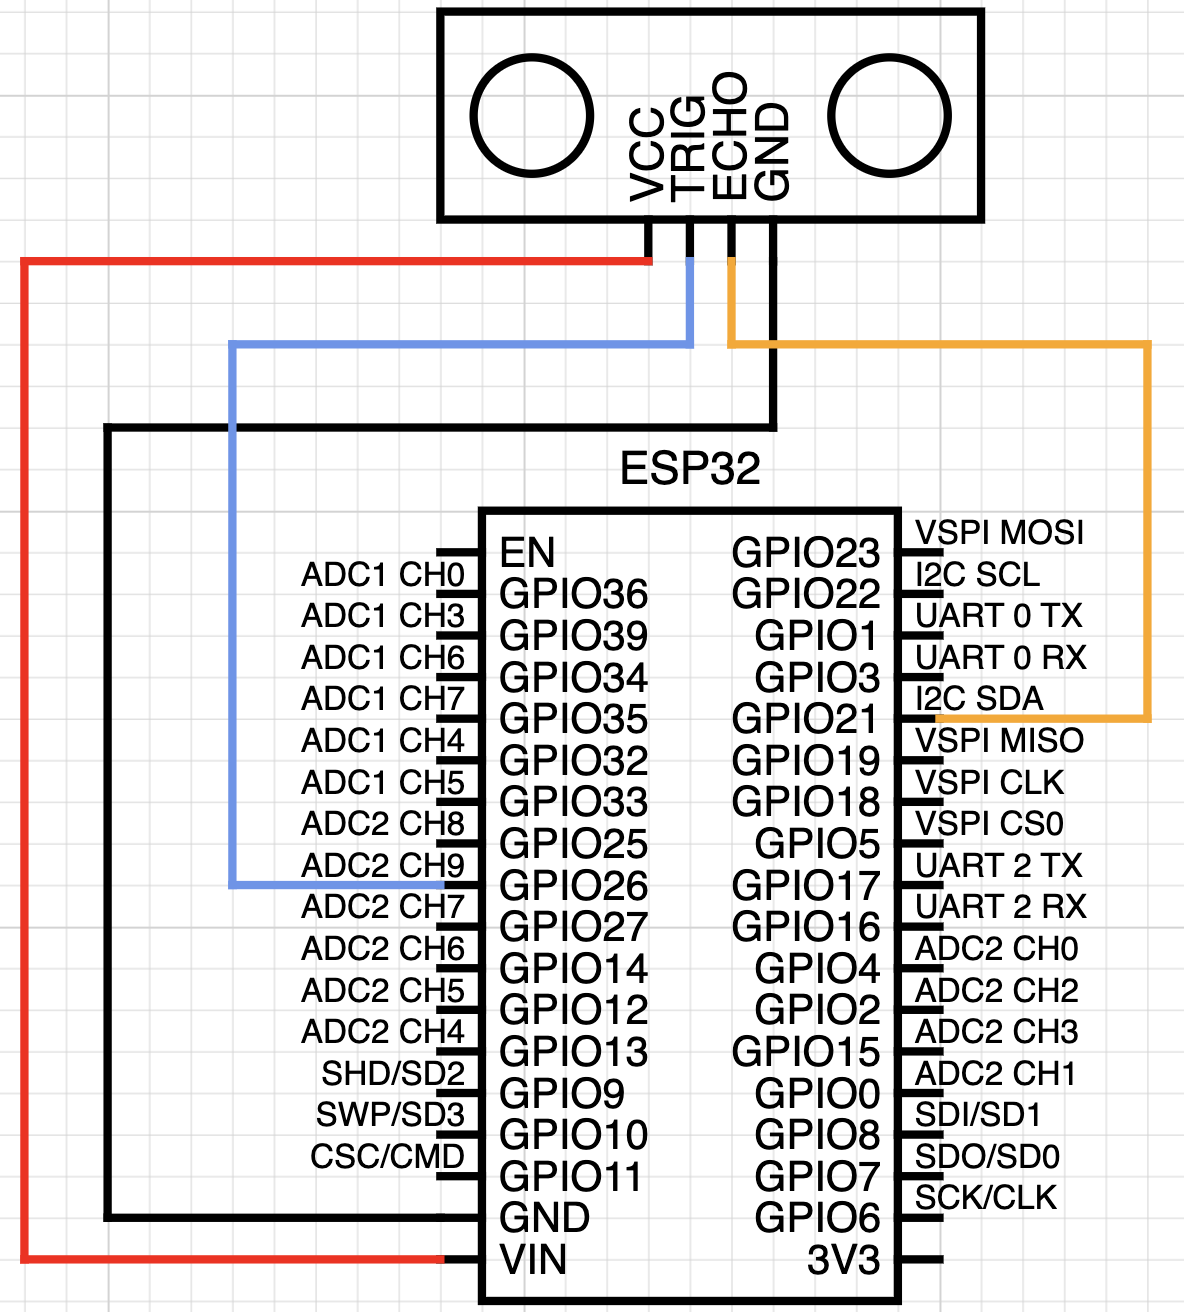 VCC
TRIG
ECHO
GND
ESP32
EN
ADC1 CH0
GPIO36
ADC1 CH3
GPIO39
ADC1 CH6
GPIO34
ADC1 CH7
GPIO35
ADC1 CH4
GPIO32
ADC1 CH5
GPIO33
ADC2 CH8
GPIO25
ADC2 CH9
GPIO26
ADC2 CH7
GPIO27
ADC2 CH6
GPIO14
ADC2 CH5
GPIO12
ADC2 CH4
GPIO13
SHD/SD2
GPIO9
SWP/SD3
GPIO10
CSC/CMD
GPIO11
GND
VIN
VSPI MOSI
GPIO23
I2C SCL
GPIO22
UART 0 TX
GPIO1
UART 0 RX
GPIO3
I2C SDA
GPIO21
VSPI MISO
GPIO19
VSPI CLK
GPIO18
VSPI CS0
GPIO5
UART 2 TX
GPIO17
UART 2 RX
GPIO16
ADC2 CH0
GPIO4
ADC2 CH2
GPIO2
ADC2 CH3
GPIO15
ADC2 CH1
GPIO0
SDI/SD1
GPIO8
SDO/SD0
GPIO7
SCK/CLK
GPIO6
3V3